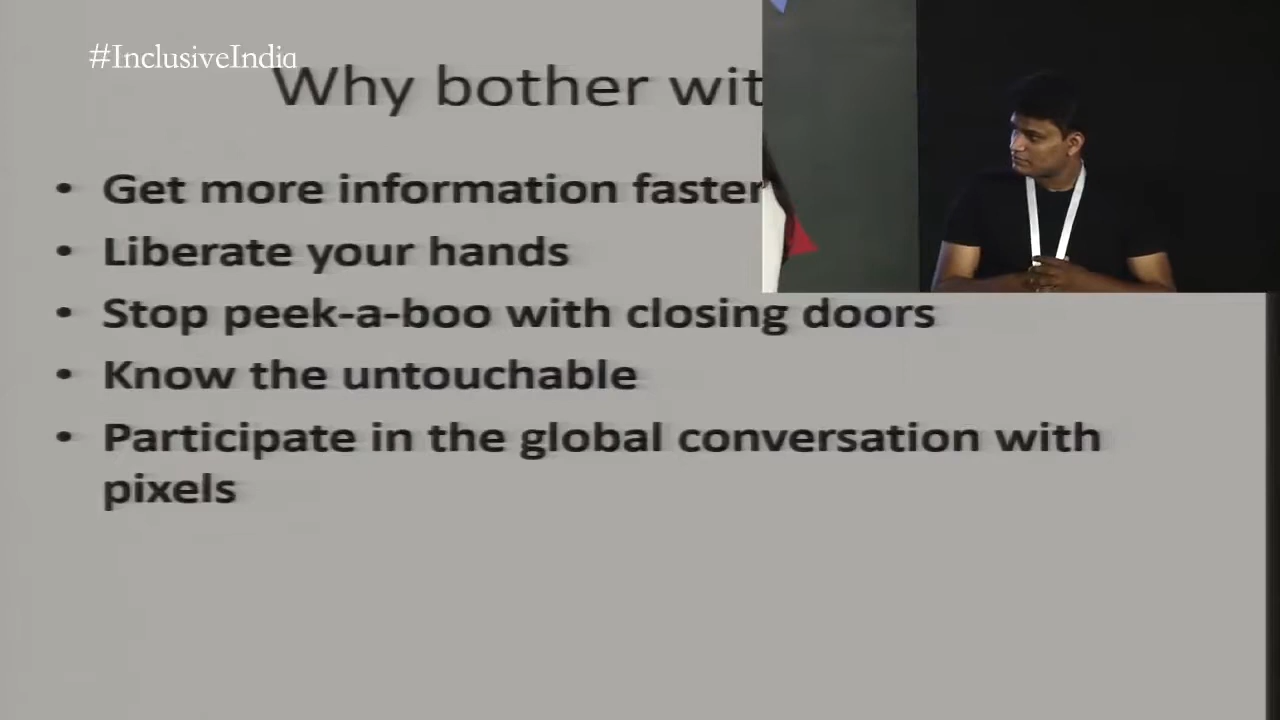 #InclusiveIndia
Why bother wit
• Get more information faster
• Liberate your hands
• Stop peek-a-boo with closing doors
• Know the untouchable
• Participate in the global conversation with
pixels